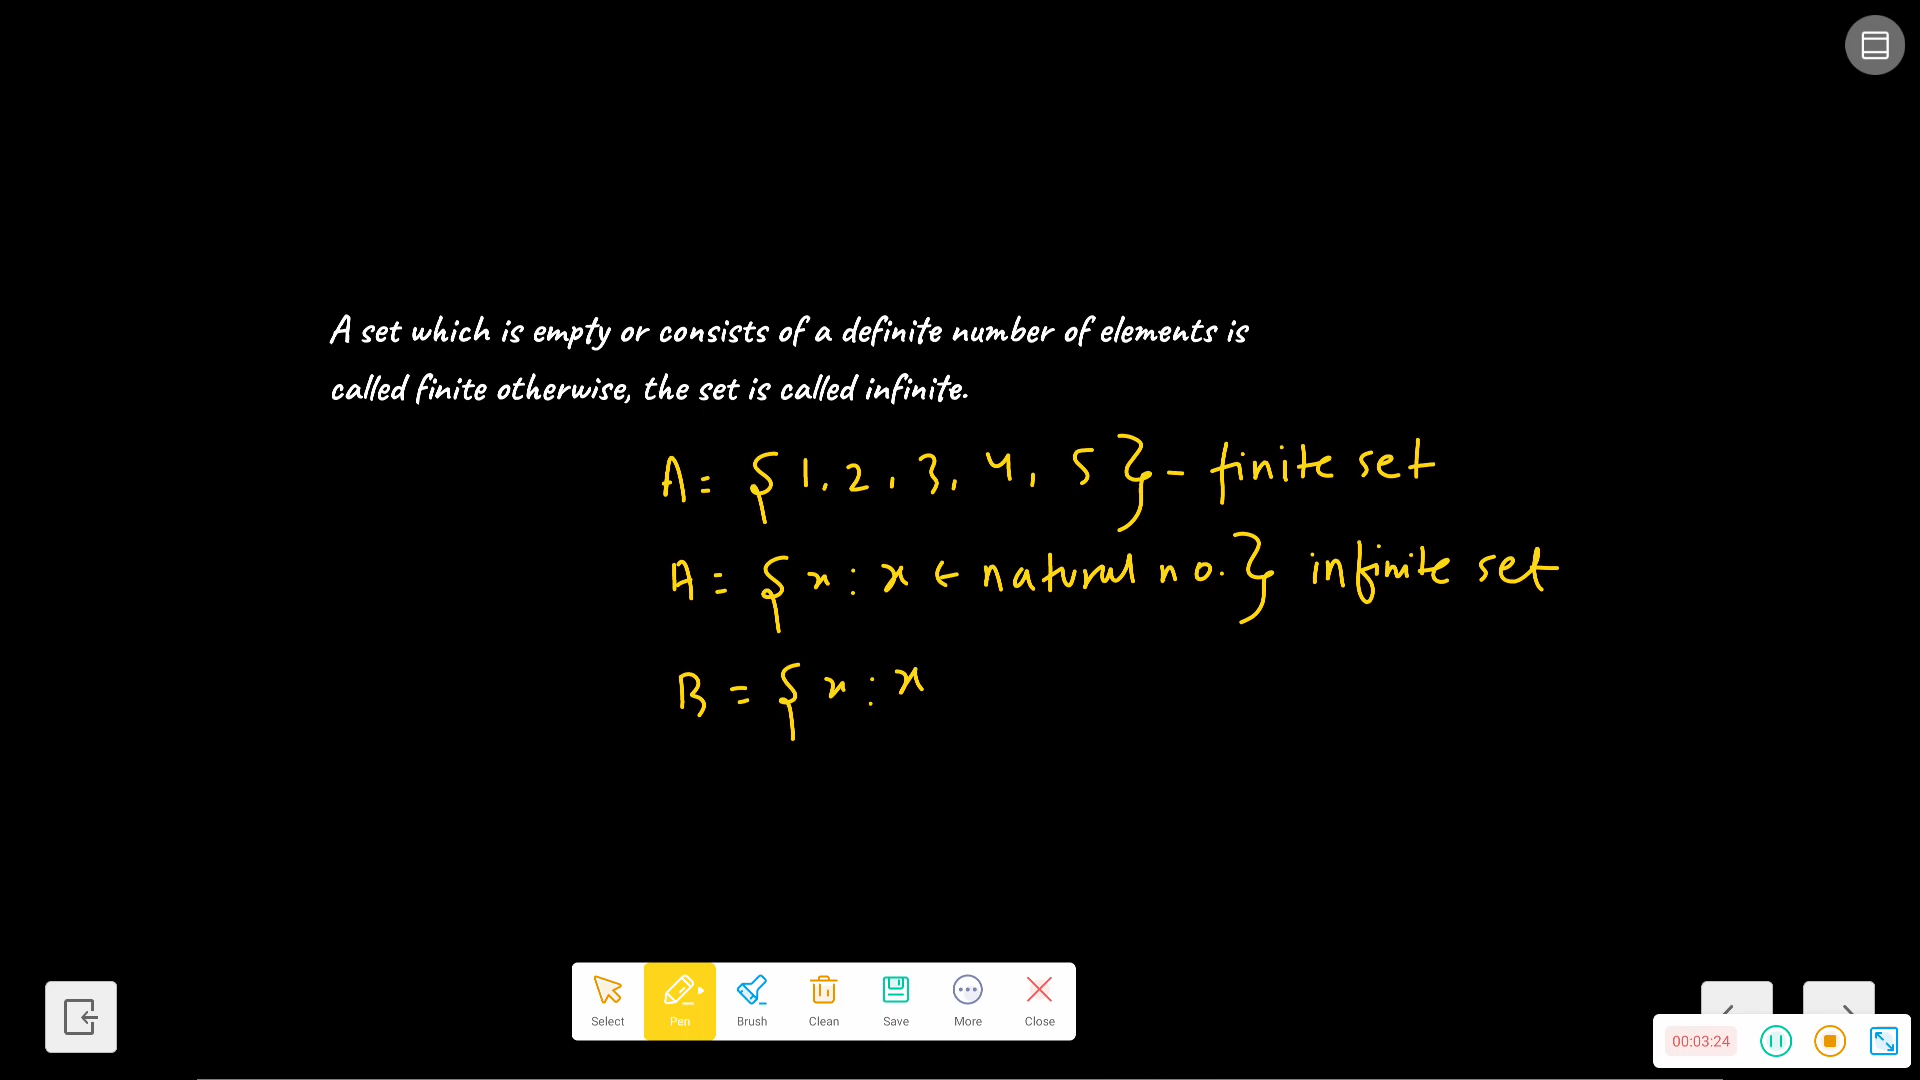 A set which is empty or consists of a definite number of elements is
called finite otherwise, the set is called infinite.
A = { 1, 2, 3, 4, 5 } - finite set
A = { x : x ← natural no. } infinite set
B = { x : x
Select Pen Brush Clean Save More Close
00:03:24